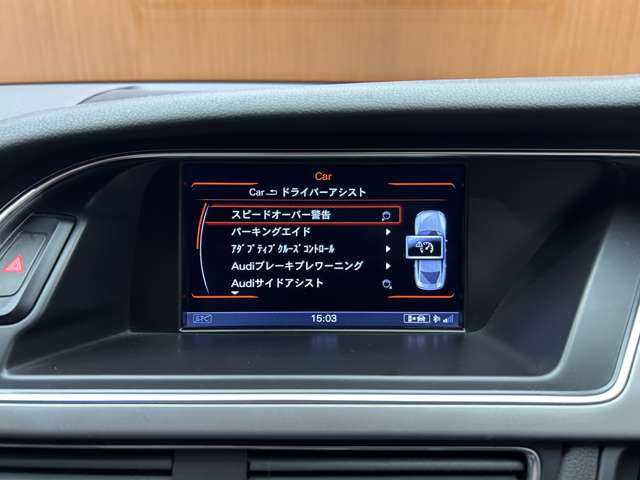 Car
Car ドライバーアシスト
スピードオーバー警告
パーキングエイド
ｱﾀﾞﾌﾟﾃｨﾌﾞｸﾙｰｽﾞｺﾝﾄﾛｰﾙ
Audiブレーキプレワーニング
Audiサイドアシスト
15:03